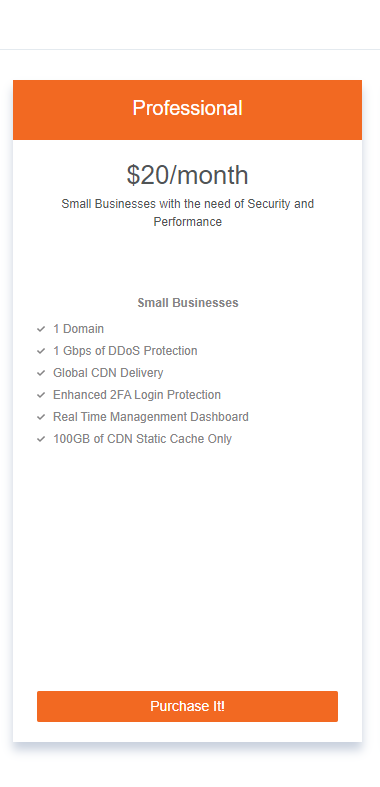 Professional
$20/month
Small Businesses with the need of Security and
Performance
Small Businesses
1 Domain
1 Gbps of DDoS Protection
Global CDN Delivery
Enhanced 2FA Login Protection
Real Time Managenment Dashboard
100GB of CDN Static Cache Only
Purchase It!